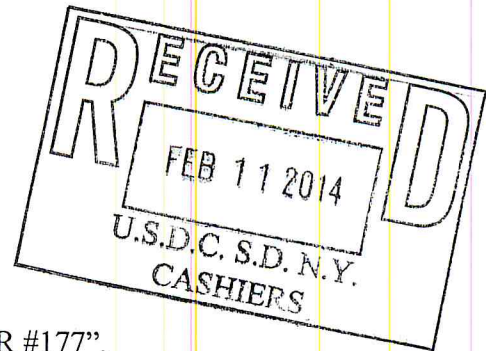 RECEIVED
FEB 11 2014
U.S.D.C. S.D. N.Y.
CASHIERS
R #177”.